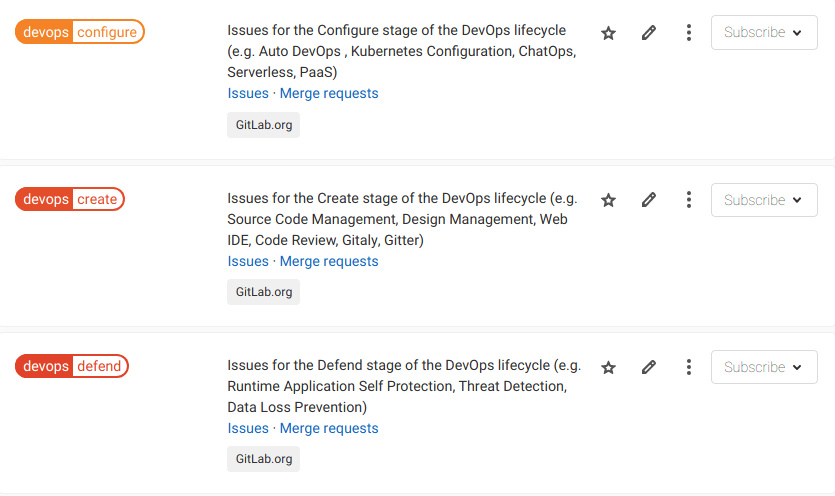 devops configure
Issues for the Configure stage of the DevOps lifecycle
(e.g. Auto DevOps , Kubernetes Configuration, ChatOps,
Serverless, PaaS)
Issues · Merge requests
GitLab.org
Subscribe
devops create
Issues for the Create stage of the DevOps lifecycle (e.g.
Source Code Management, Design Management, Web
IDE, Code Review, Gitaly, Gitter)
Issues · Merge requests
GitLab.org
Subscribe
devops defend
Issues for the Defend stage of the DevOps lifecycle (e.g.
Runtime Application Self Protection, Threat Detection,
Data Loss Prevention)
Issues · Merge requests
GitLab.org
Subscribe